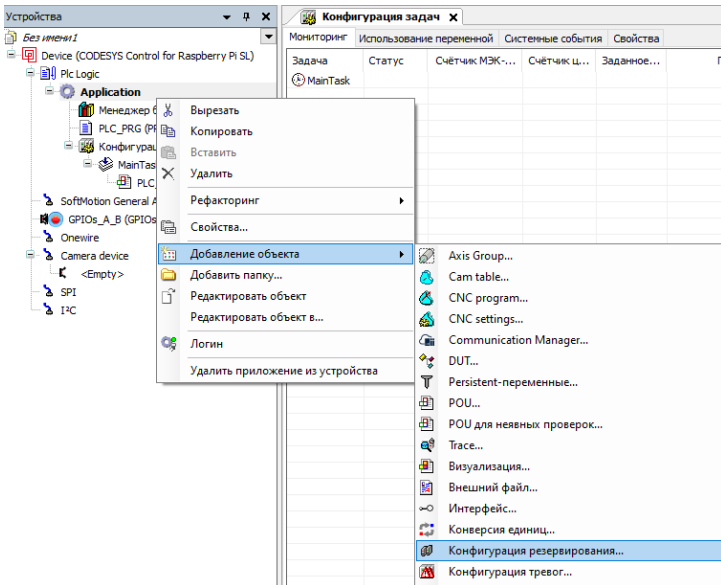 Устройства
Без имени1
Device (CODESYS Control for Raspberry Pi SL)
Plc Logic
Application
Менеджер б
PLC_PRG (PF
Конфигурац
MainTas
PLC_
SoftMotion General A
GPIOs_A_B (GPIOs
Onewire
Camera device
<Empty>
SPI
I²C
Вырезать
Копировать
Вставить
Удалить
Рефакторинг
Свойства...
Добавление объекта
Добавить папку...
Редактировать объект
Редактировать объект в...
Логин
Удалить приложение из устройства
Конфигурация задач
Мониторинг Использование переменной Системные события Свойства
Задача Статус Счётчик МЭК-... Счётчик ц... Заданное...
MainTask
Axis Group...
Cam table...
CNC program...
CNC settings...
Communication Manager...
DUT...
Persistent-переменные...
POU...
POU для неявных проверок...
Trace...
Визуализация...
Внешний файл...
Интерфейс...
Конверсия единиц...
Конфигурация резервирования...
Конфигурация тревог...